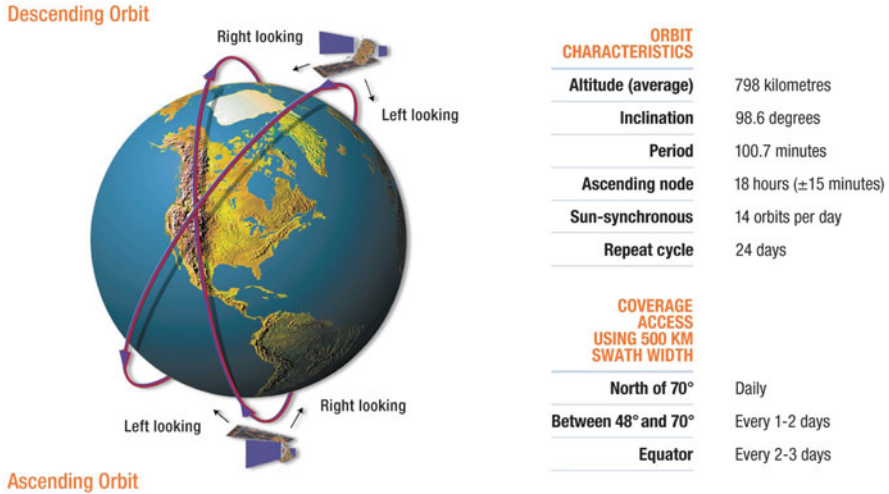 Descending Orbit
Right looking
Left looking
Left looking
Right looking
Ascending Orbit
ORBIT
CHARACTERISTICS
Altitude (average) 798 kilometres
Inclination 98.6 degrees
Period 100.7 minutes
Ascending node 18 hours (±15 minutes)
Sun-synchronous 14 orbits per day
Repeat cycle 24 days
COVERAGE
ACCESS
USING 500 KM
SWATH WIDTH
North of 70° Daily
Between 48° and 70° Every 1-2 days
Equator Every 2-3 days